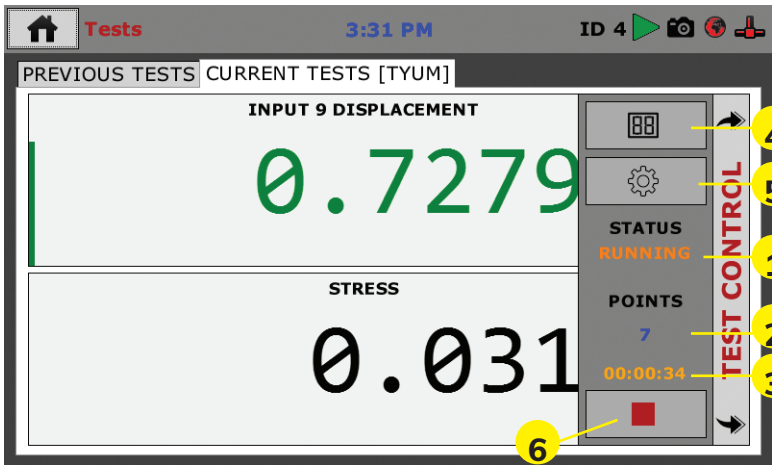 Tests 3:31 PM ID 4
PREVIOUS TESTS CURRENT TESTS [TYUM]
INPUT 9 DISPLACEMENT
0.7279
STRESS
0.031
88
STATUS
RUNNING
POINTS
7
00:00:34
TEST CONTROL
4
5
1
2
3
6